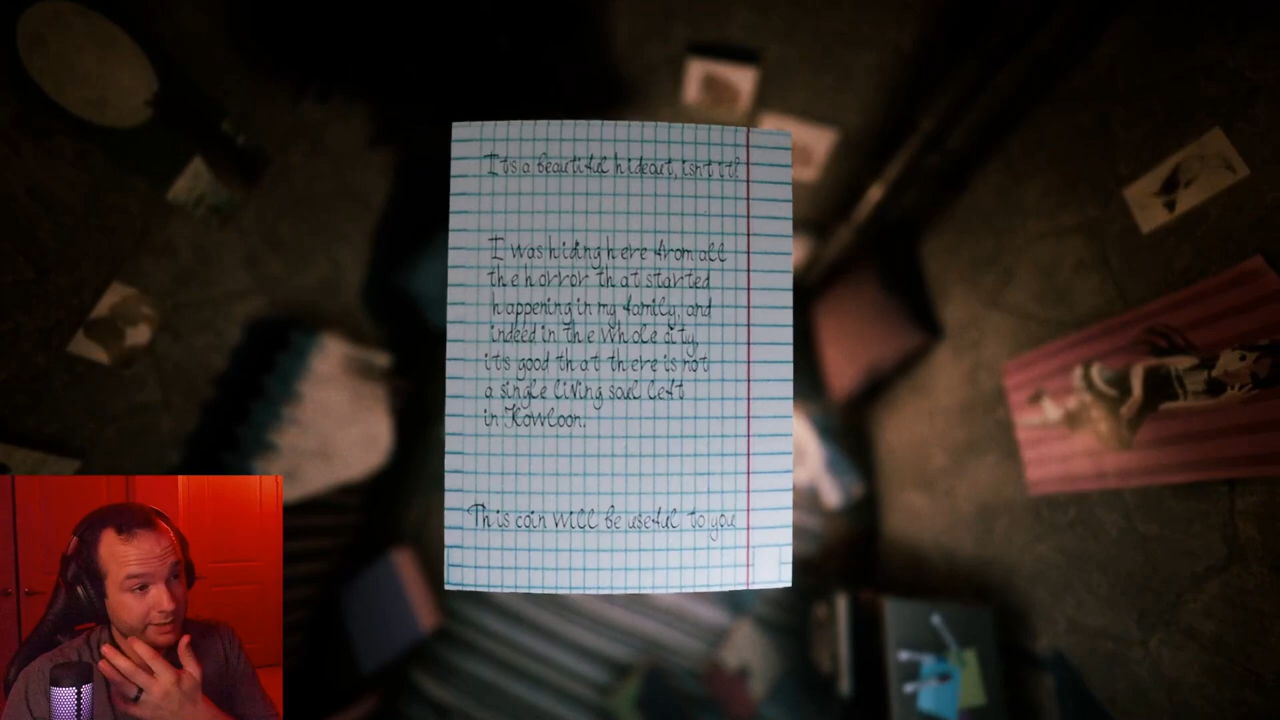 It's a beautiful hideout, isn't it?
I was hiding here from all
the horror that started
happening in my family, and
indeed in the whole city,
it's good that there is not
a single living soul left
in Kowloon.
This coin will be useful to you